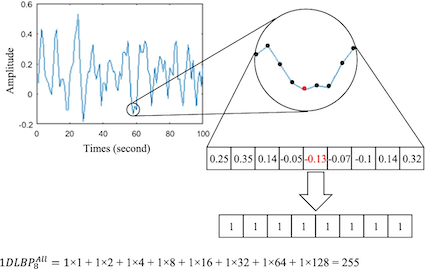 0.6
0.4
0.2
0
-0.2
Amplitude
0 20 40 60 80 100
Times (second)
0.25 0.35 0.14 -0.05 -0.13 -0.07 -0.1 0.14 0.32
1 1 1 1 1 1 1 1
1DLBP₈ᴬˡˡ = 1×1 + 1×2 + 1×4 + 1×8 + 1×16 + 1×32 + 1×64 + 1×128 = 255